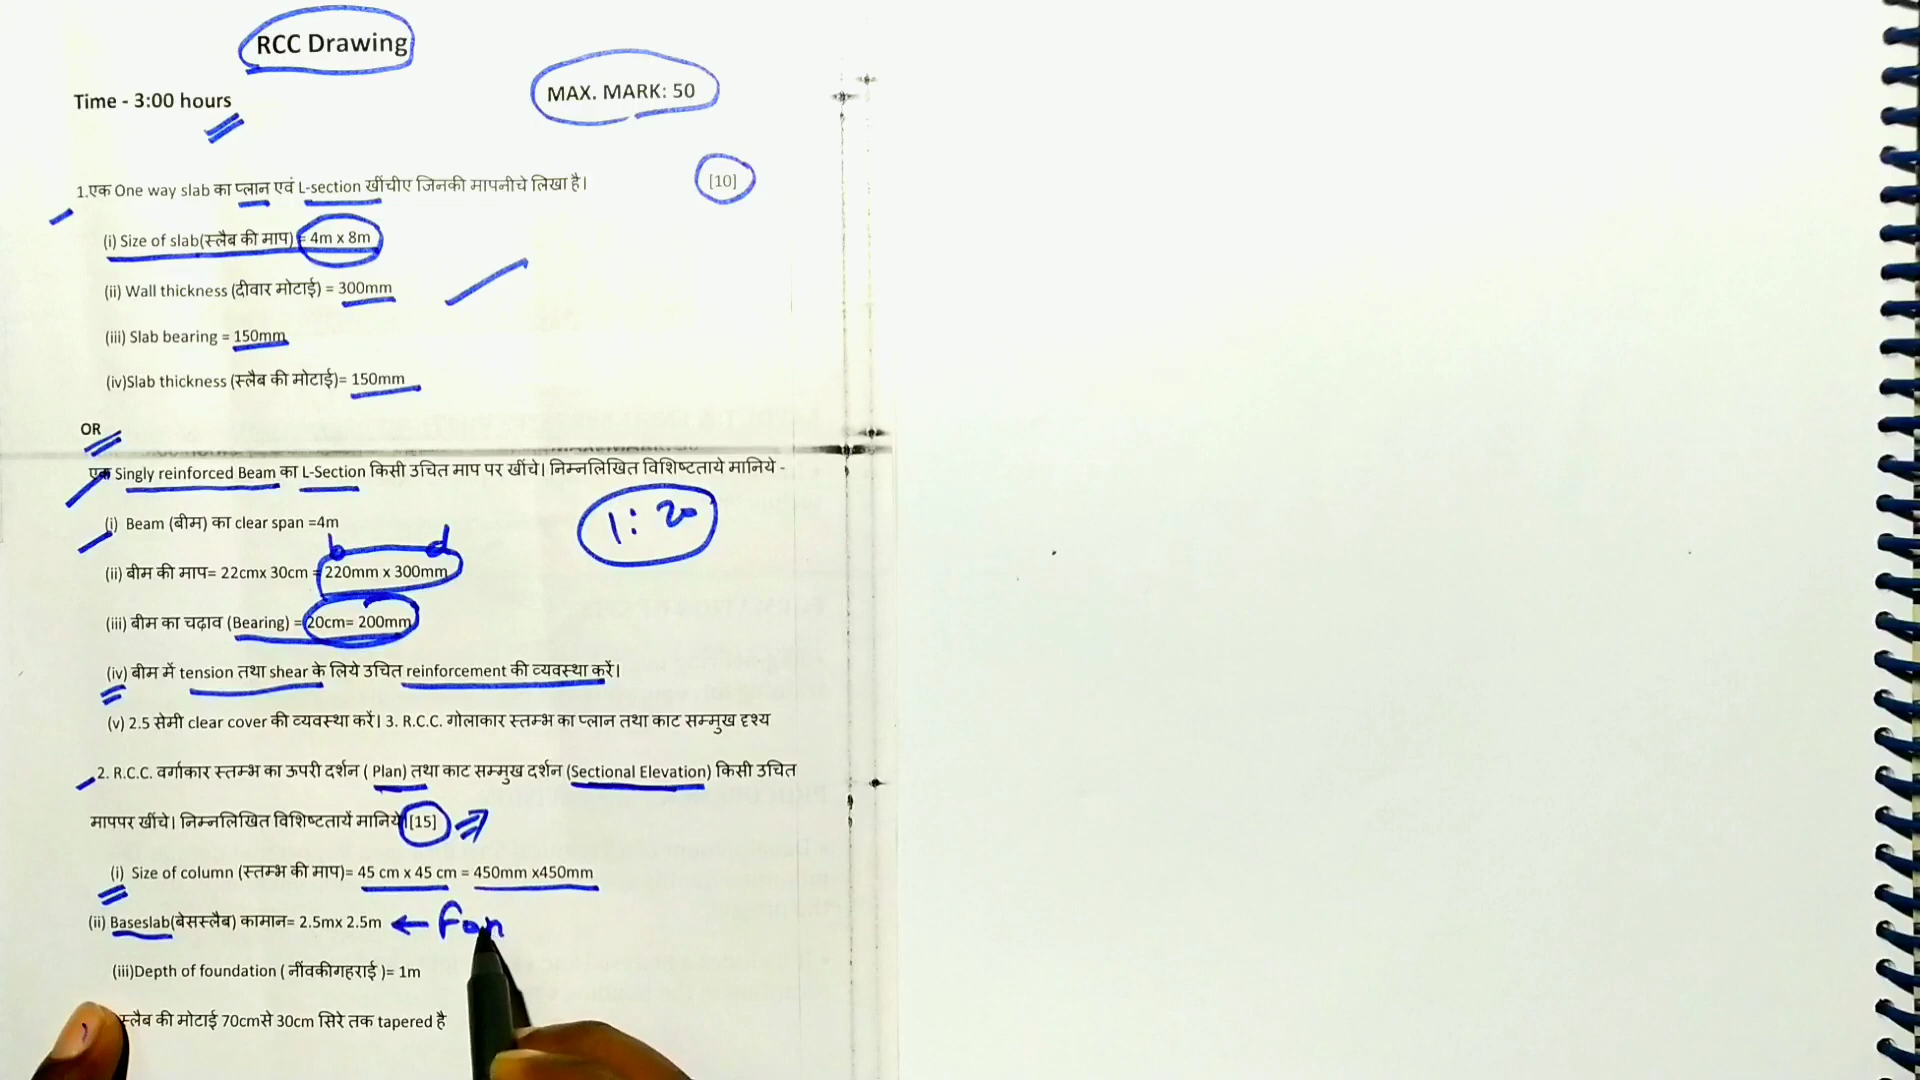 RCC Drawing
MAX. MARK: 50
Time - 3:00 hours
1.एक One way slab का प्लान एवं L-section खींचीए जिनकी मापनीचे लिखा है। [10]
(i) Size of slab(स्लैब की माप) = 4m x 8m
(ii) Wall thickness (दीवार मोटाई) = 300mm
(iii) Slab bearing = 150mm
(iv)Slab thickness (स्लैब की मोटाई)= 150mm
OR
एक Singly reinforced Beam का L-Section किसी उचित माप पर खींचे। निम्नलिखित विशिष्टताये मानिये -
1: 20
(i) Beam (बीम) का clear span =4m
b d
(ii) बीम की माप= 22cmx 30cm = 220mm x 300mm
(iii) बीम का चढ़ाव (Bearing) = 20cm= 200mm
(iv) बीम में tension तथा shear के लिये उचित reinforcement की व्यवस्था करें।
(v) 2.5 सेमी clear cover की व्यवस्था करें। 3. R.C.C. गोलाकार स्तम्भ का प्लान तथा काट सम्मुख दृश्य
2. R.C.C. वर्गाकार स्तम्भ का ऊपरी दर्शन ( Plan) तथा काट सम्मुख दर्शन (Sectional Elevation) किसी उचित
मापपर खींचे। निम्नलिखित विशिष्टतायें मानिये।[15]
(i) Size of column (स्तम्भ की माप)= 45 cm x 45 cm = 450mm x450mm
(ii) Baseslab(बेसस्लैब) कामान= 2.5mx 2.5m ←
(iii)Depth of foundation ( नींवकीगहराई )= 1m
स्लैब की मोटाई 70cmसे 30cm सिरे तक tapered है